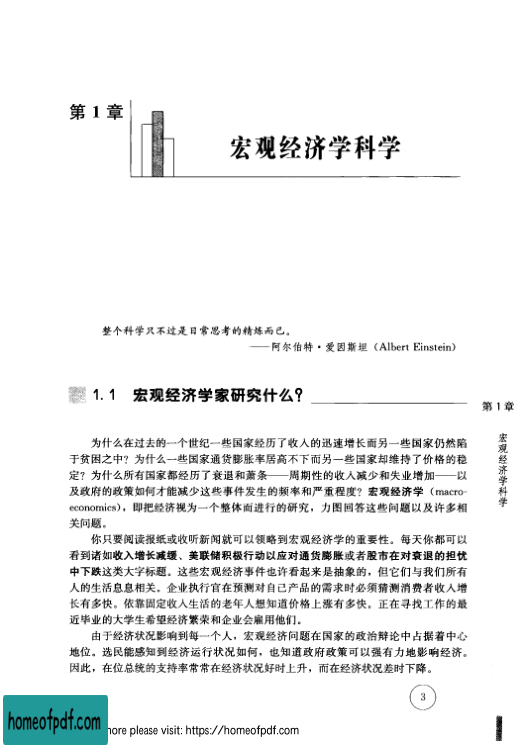 第 1 章
宏观经济学科学
整个科学只不过是日常思考的精炼而已。
——阿尔伯特·爱因斯坦（Albert Einstein）
1.1 宏观经济学家研究什么？
为什么在过去的一个世纪一些国家经历了收入的迅速增长而另一些国家仍然陷
于贫困之中？为什么一些国家通货膨胀率居高不下而另一些国家却维持了价格的稳
定？为什么所有国家都经历了衰退和萧条——周期性的收入减少和失业增加——以
及政府的政策如何才能减少这些事件发生的频率和严重程度？宏观经济学（macro-
economics），即把经济视为一个整体而进行的研究，力图回答这些问题以及许多相
关问题。
你只要阅读报纸或收听新闻就可以领略到宏观经济学的重要性。每天你都可以
看到诸如收入增长减缓、美联储积极行动以应对通货膨胀或者股市在对衰退的担忧
中下跌这类大字标题。这些宏观经济事件也许看起来是抽象的，但它们与我们所有
人的生活息息相关。企业执行官在预测对自己产品的需求时必须猜测消费者收入增
长有多快。依靠固定收入生活的老年人想知道价格上涨有多快。正在寻找工作的最
近毕业的大学生希望经济繁荣和企业会雇用他们。
由于经济状况影响到每一个人，宏观经济问题在国家的政治辩论中占据着中心
地位。选民能感知到经济运行状况如何，也知道政府政策可以强有力地影响经济。
因此，在位总统的支持率常常在经济状况好时上升，而在经济状况差时下降。
第 1 章
宏观经济学科学
3
homeofpdf.com
more please visit: https://homeofpdf.com